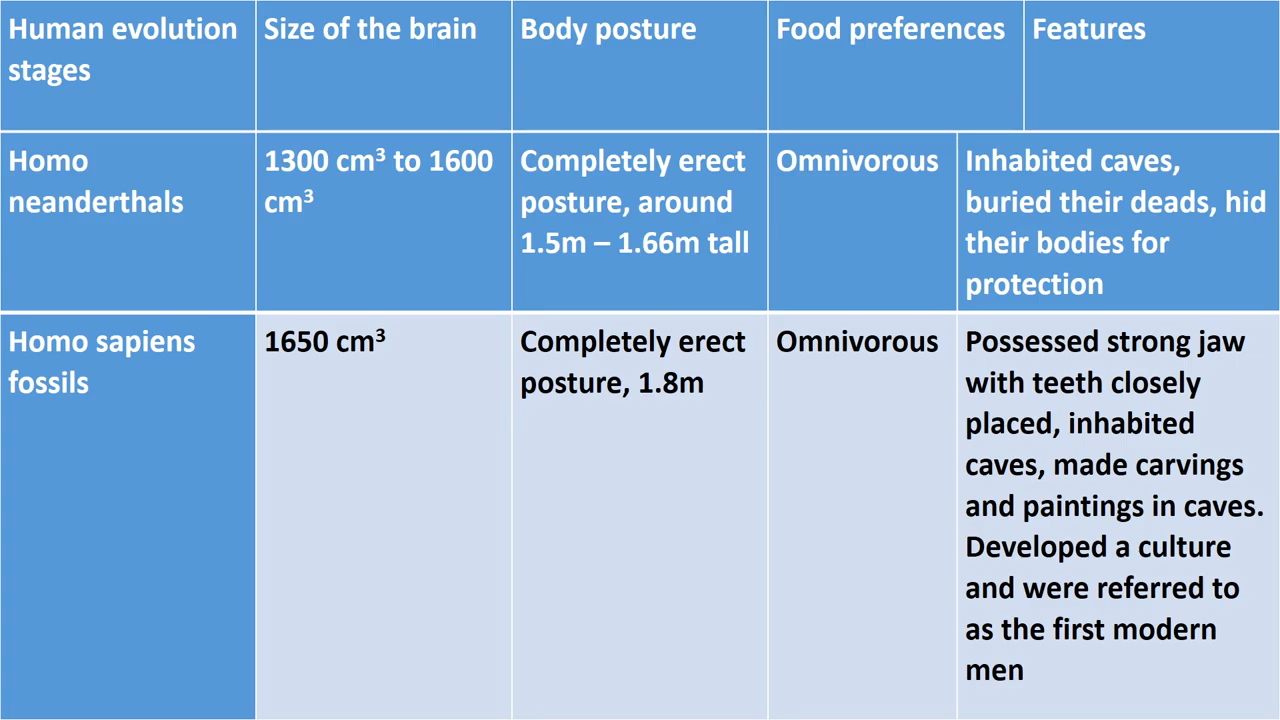 Human evolution
stages
Size of the brain
Body posture
Food preferences
Features
Homo
neanderthals
1300 cm³ to 1600
cm³
Completely erect
posture, around
1.5m – 1.66m tall
Omnivorous
Inhabited caves,
buried their deads, hid
their bodies for
protection
Homo sapiens
fossils
1650 cm³
Completely erect
posture, 1.8m
Omnivorous
Possessed strong jaw
with teeth closely
placed, inhabited
caves, made carvings
and paintings in caves.
Developed a culture
and were referred to
as the first modern
men